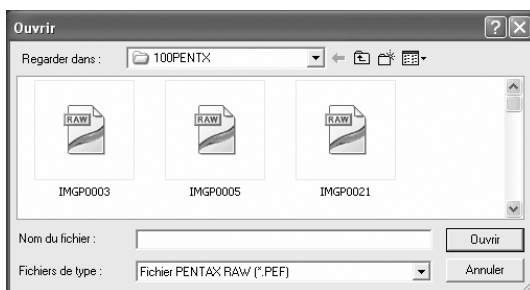 Ouvrir
Regarder dans :
100PENTX
RAW
RAW
RAW
IMGP0003
IMGP0005
IMGP0021
Nom du fichier :
Ouvrir
Fichiers de type :
Fichier PENTAX RAW (*.PEF)
Annuler